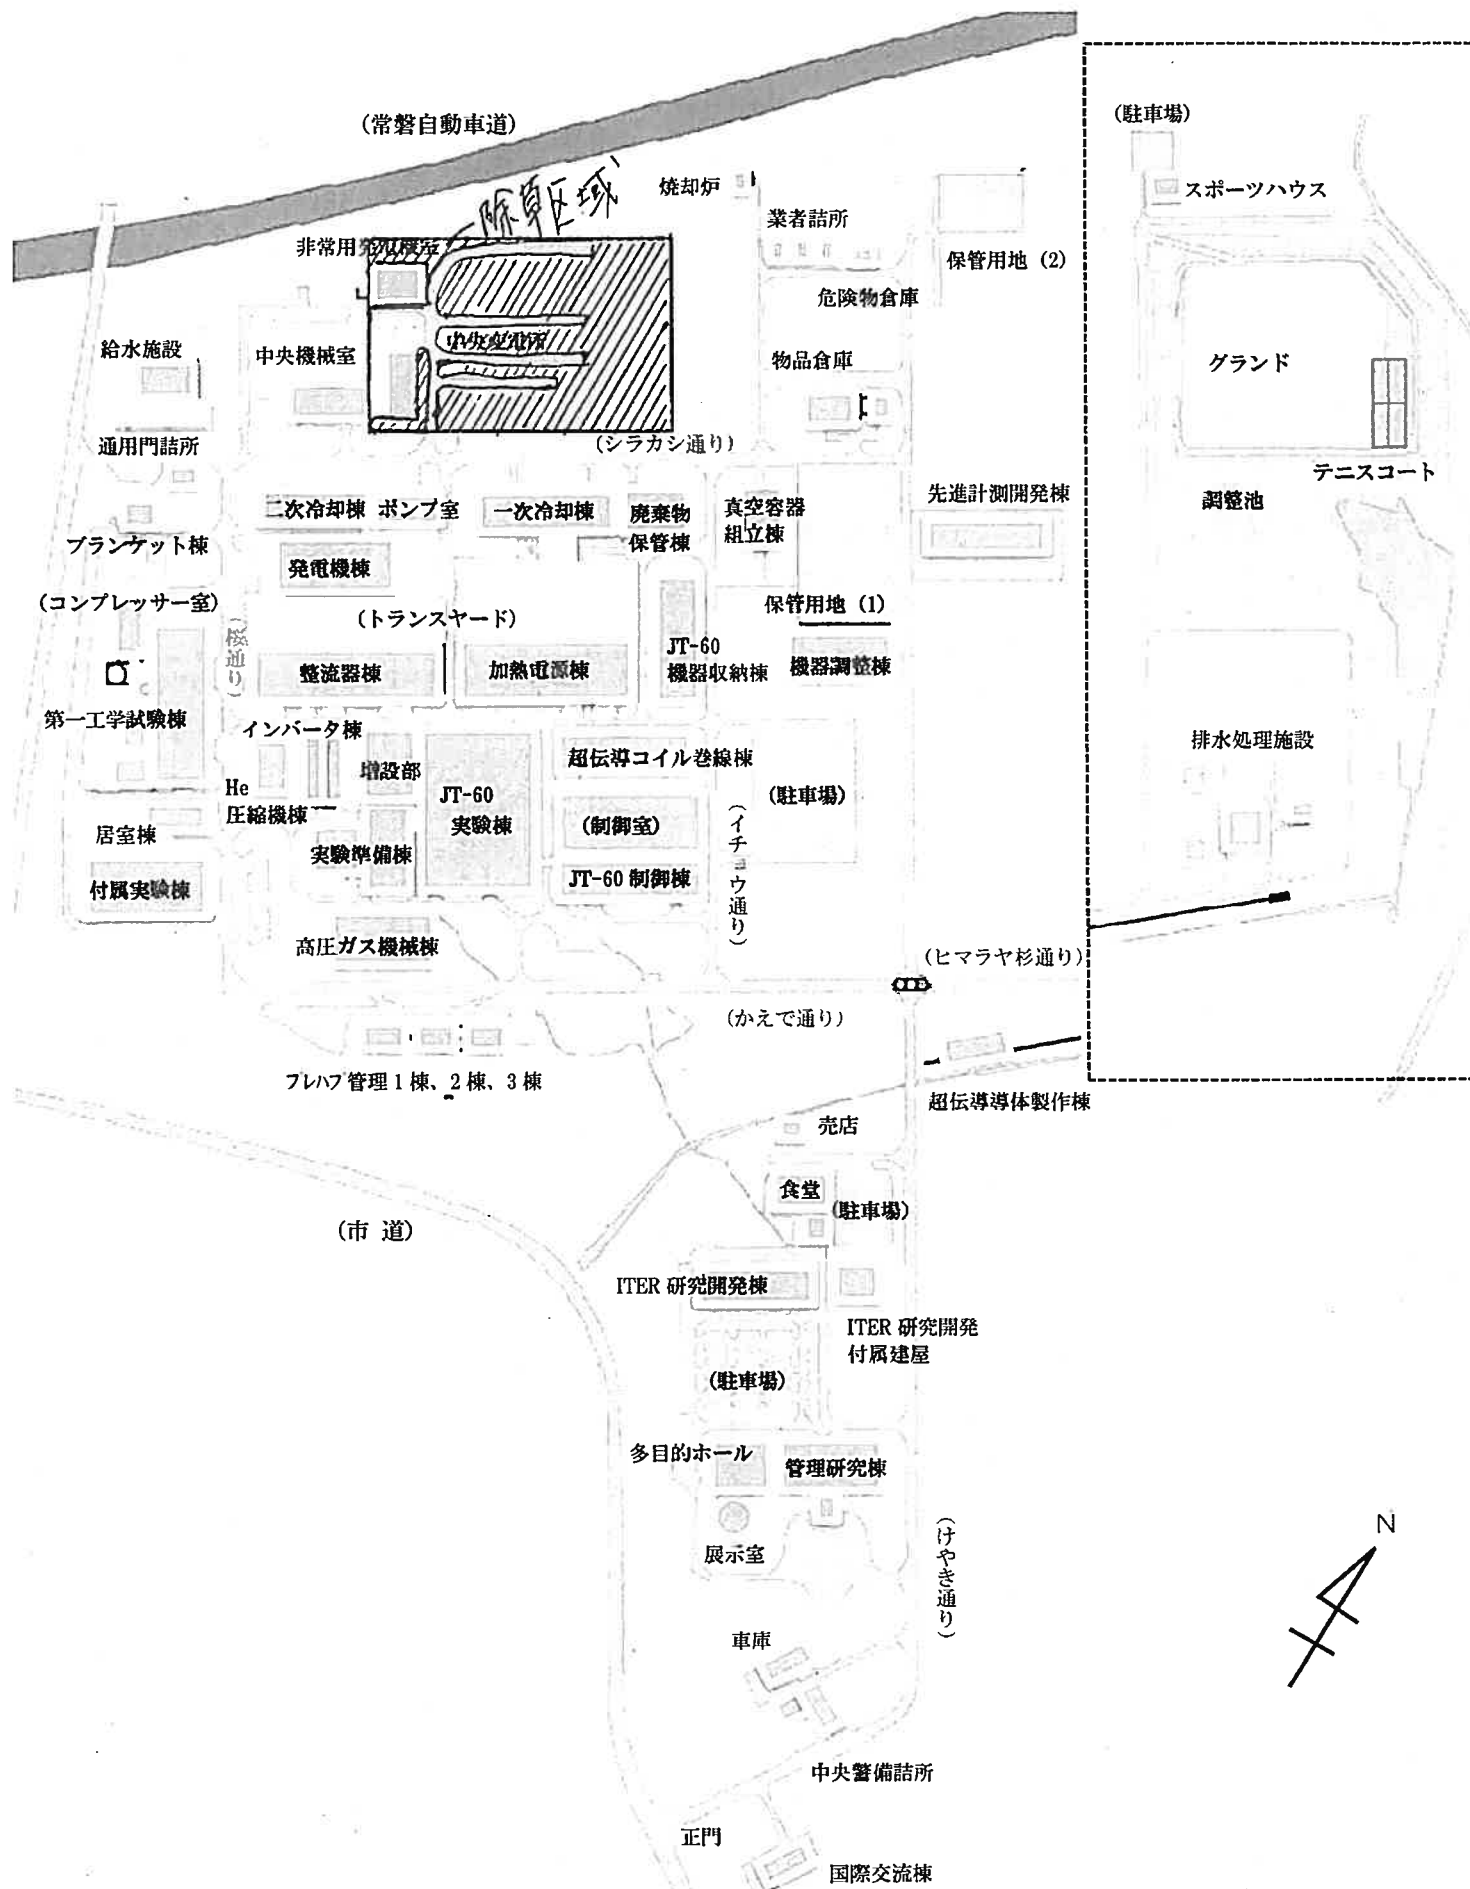 (常磐自動車道)
除草区域
焼却炉
業者詰所
(駐車場)
スポーツハウス
非常用発電機室
保管用地 (2)
危険物倉庫
給水施設
中央機械室
中央変電所
物品倉庫
グランド
通用門詰所
(シラカシ通り)
テニスコート
二次冷却棟
ポンプ室
一次冷却棟
廃棄物
保管棟
真空容器
組立棟
先進計測開発棟
調整池
ブランケット棟
発電機棟
(コンプレッサー室)
(トランスヤード)
保管用地 (1)
(桜通り)
整流器棟
加熱電源棟
JT-60
機器収納棟
機器調整棟
第一工学試験棟
インバータ棟
増設部
JT-60
実験棟
超伝導コイル巻線棟
排水処理施設
He
圧縮機棟
(駐車場)
居室棟
実験準備棟
(制御室)
(イチョウ通り)
付属実験棟
JT-60 制御棟
高圧ガス機械棟
(ヒマラヤ杉通り)
(かえで通り)
プレハブ管理1棟、2棟、3棟
超伝導導体製作棟
売店
食堂
(駐車場)
(市 道)
ITER 研究開発棟
ITER 研究開発
付属建屋
(駐車場)
多目的ホール
管理研究棟
展示室
(けやき通り)
N
車庫
中央警備詰所
正門
国際交流棟